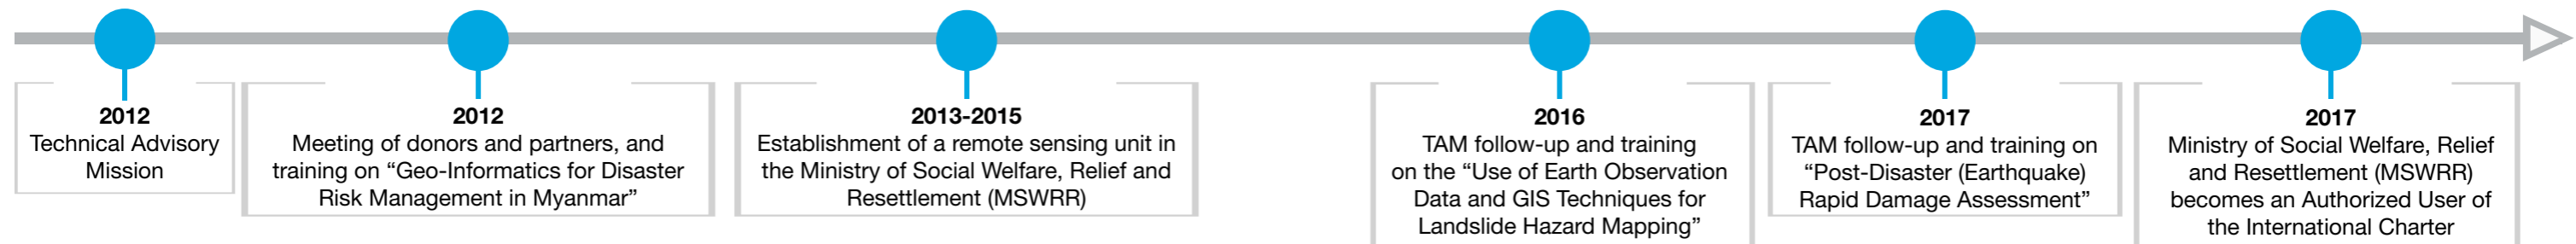 2012
Technical Advisory
Mission
2012
Meeting of donors and partners, and
training on “Geo-Informatics for Disaster
Risk Management in Myanmar”
2013-2015
Establishment of a remote sensing unit in
the Ministry of Social Welfare, Relief and
Resettlement (MSWRR)
2016
TAM follow-up and training
on the “Use of Earth Observation
Data and GIS Techniques for
Landslide Hazard Mapping”
2017
TAM follow-up and training on
“Post-Disaster (Earthquake)
Rapid Damage Assessment”
2017
Ministry of Social Welfare, Relief
and Resettlement (MSWRR)
becomes an Authorized User of
the International Charter